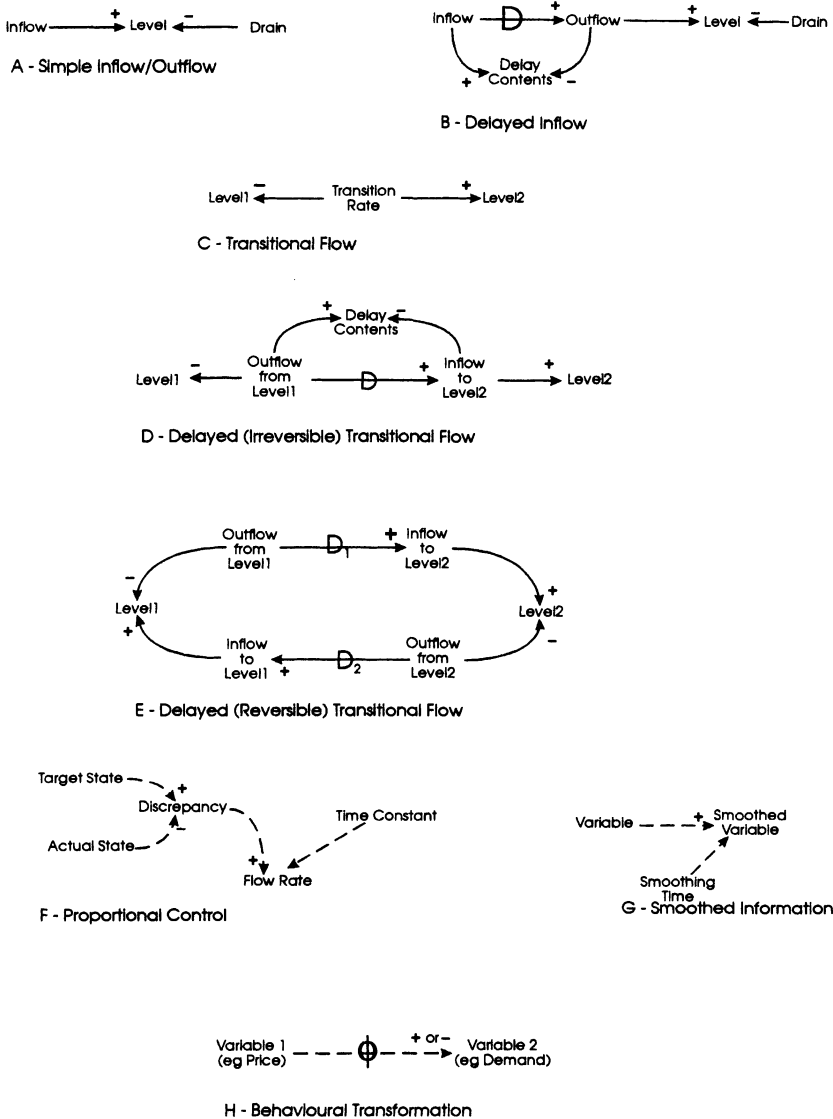 Inflow + Level - Drain
A - Simple Inflow/Outflow
Inflow D + Outflow + Level - Drain
+ Delay -
Contents
B - Delayed Inflow
Level1 - Transition + Level2
Rate
C - Transitional Flow
+ Delay -
Contents
Level1 - Outflow D + Inflow + Level2
from to
Level1 Level2
D - Delayed (Irreversible) Transitional Flow
Outflow D1 + Inflow
from to
Level1 Level2
- +
Level1 Level2
+ -
Inflow Outflow
to + D2 from
Level1 Level2
E - Delayed (Reversible) Transitional Flow
Target State +
Discrepancy
Actual State -
Time Constant
+
Flow Rate
F - Proportional Control
Variable + Smoothed
Variable
Smoothing
Time
G - Smoothed Information
Variable 1 + or - Variable 2
(eg Price) (eg Demand)
H - Behavioural Transformation